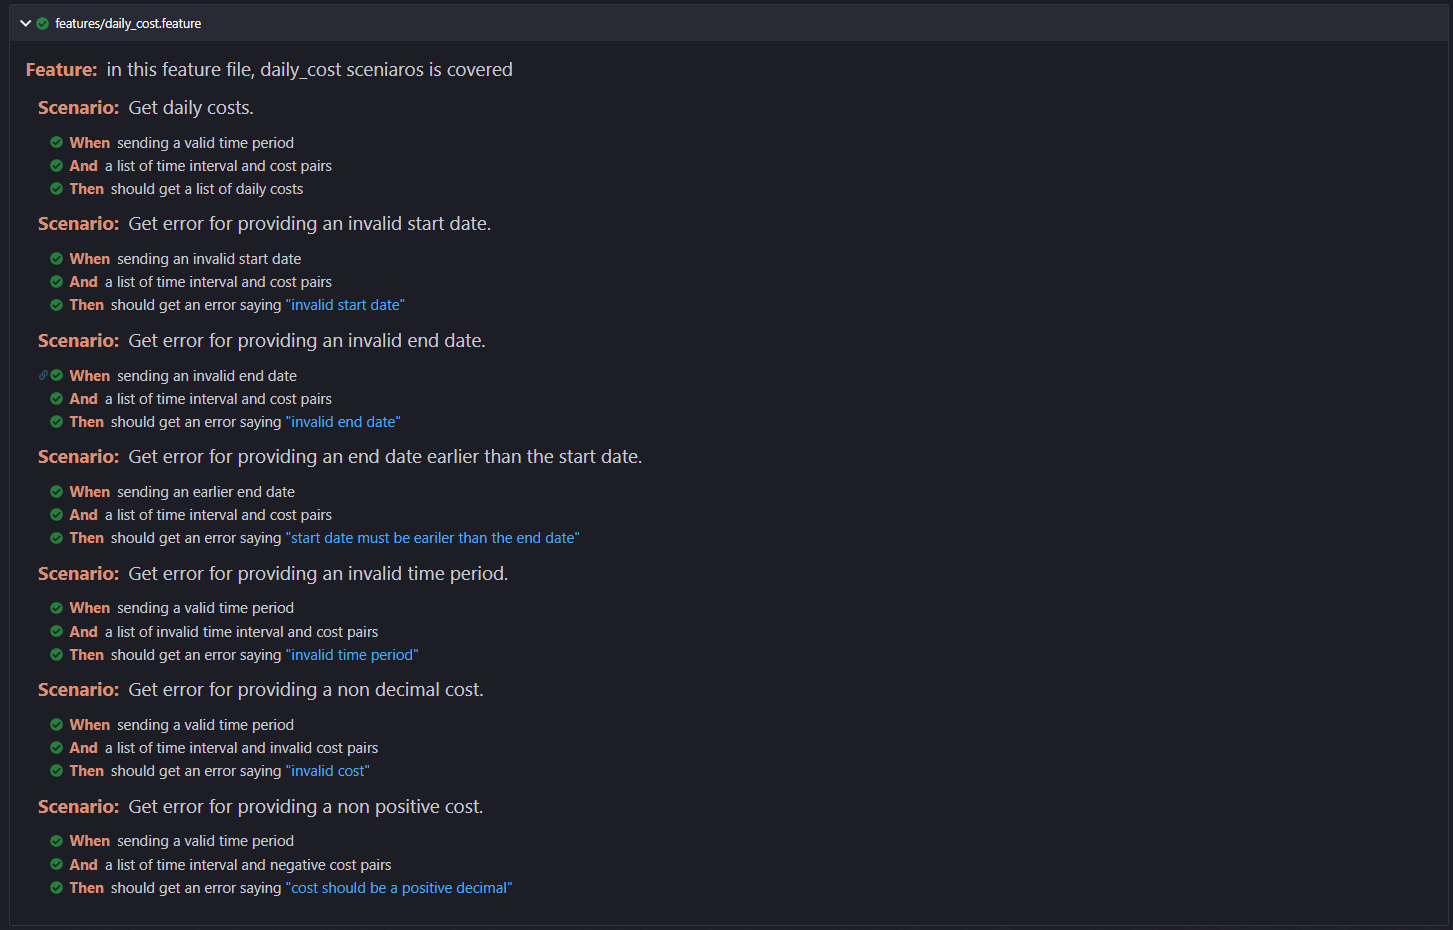 features/daily_cost.feature
Feature: in this feature file, daily_cost sceniaros is covered
Scenario: Get daily costs.
When sending a valid time period
And a list of time interval and cost pairs
Then should get a list of daily costs
Scenario: Get error for providing an invalid start date.
When sending an invalid start date
And a list of time interval and cost pairs
Then should get an error saying "invalid start date"
Scenario: Get error for providing an invalid end date.
When sending an invalid end date
And a list of time interval and cost pairs
Then should get an error saying "invalid end date"
Scenario: Get error for providing an end date earlier than the start date.
When sending an earlier end date
And a list of time interval and cost pairs
Then should get an error saying "start date must be eariler than the end date"
Scenario: Get error for providing an invalid time period.
When sending a valid time period
And a list of invalid time interval and cost pairs
Then should get an error saying "invalid time period"
Scenario: Get error for providing a non decimal cost.
When sending a valid time period
And a list of time interval and invalid cost pairs
Then should get an error saying "invalid cost"
Scenario: Get error for providing a non positive cost.
When sending a valid time period
And a list of time interval and negative cost pairs
Then should get an error saying "cost should be a positive decimal"